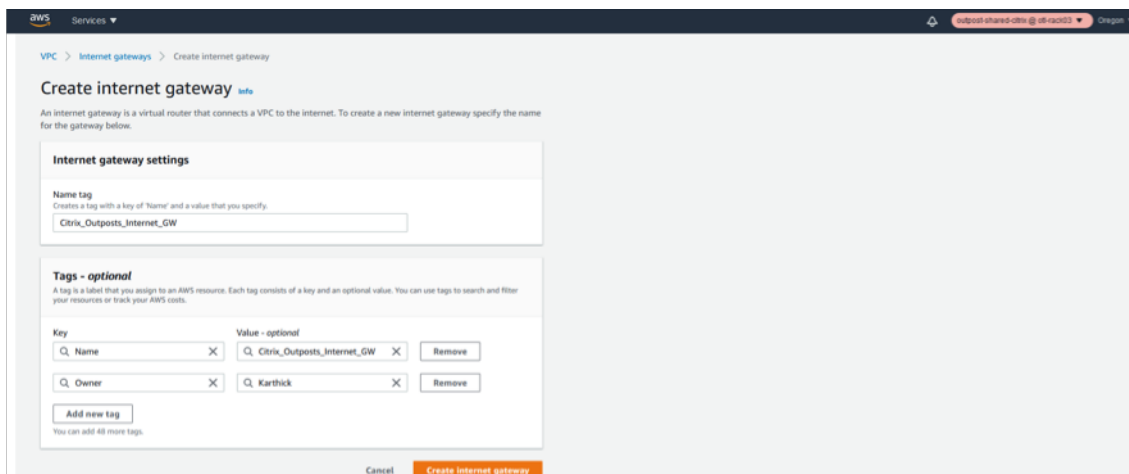 aws Services ▼ outpost-shared-citrix @ sfl-rack03 ▼ Oregon
VPC > Internet gateways > Create internet gateway
Create internet gateway Info
An internet gateway is a virtual router that connects a VPC to the internet. To create a new internet gateway specify the name
for the gateway below.
Internet gateway settings
Name tag
Creates a tag with a key of 'Name' and a value that you specify.
Citrix_Outposts_Internet_GW
Tags - optional
A tag is a label that you assign to an AWS resource. Each tag consists of a key and an optional value. You can use tags to search and filter
your resources or track your AWS costs.
Key Value - optional
Name Citrix_Outposts_Internet_GW Remove
Owner Karthick Remove
Add new tag
You can add 48 more tags.
Cancel Create internet gateway